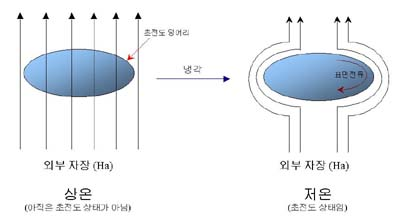 초전도 덩어리
냉각
표면전류
외부 자장 (Ha)
상온
(아직은 초전도 상태가 아님)
외부 자장 (Ha)
저온
(초전도 상태임)